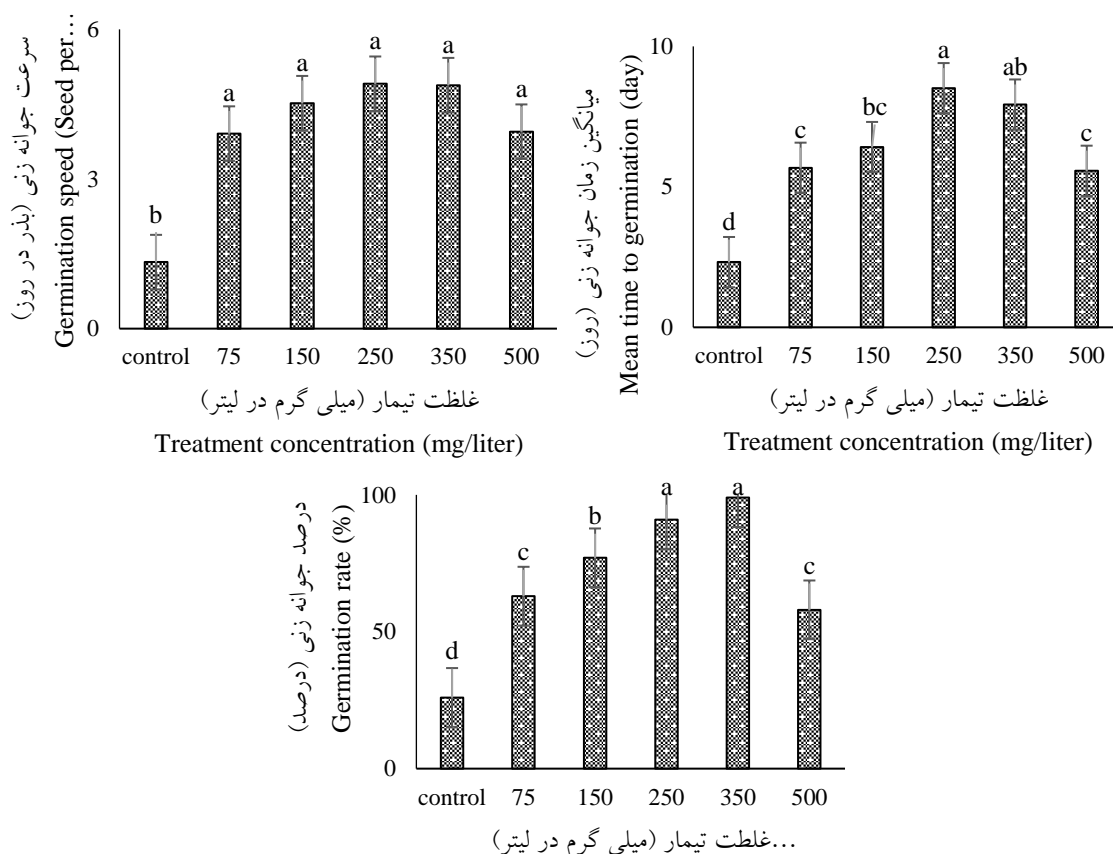 سرعت جوانه زنی (بذر در روز)
Germination speed (Seed per…
6
3
0
b
a
a
a
a
a
control 75 150 250 350 500
غلظت تیمار (میلی گرم در لیتر)
Treatment concentration (mg/liter)
میانگین زمان جوانه زنی (روز)
Mean time to germination (day)
10
5
0
d
c
bc
a
ab
c
control 75 150 250 350 500
غلظت تیمار (میلی گرم در لیتر)
Treatment concentration (mg/liter)
درصد جوانه زنی (درصد)
Germination rate (%)
100
50
0
d
c
b
a
a
c
control 75 150 250 350 500
غلطت تیمار (میلی گرم در لیتر)…